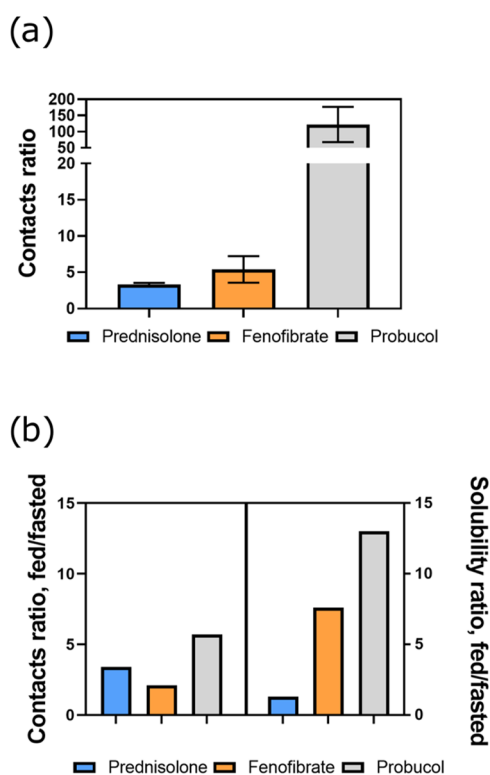 (a)
Contacts ratio
200
150
100
50
20
15
10
5
0
Prednisolone Fenofibrate Probucol
(b)
Contacts ratio, fed/fasted
15
10
5
0
15
10
5
0
Solubility ratio, fed/fasted
Prednisolone Fenofibrate Probucol